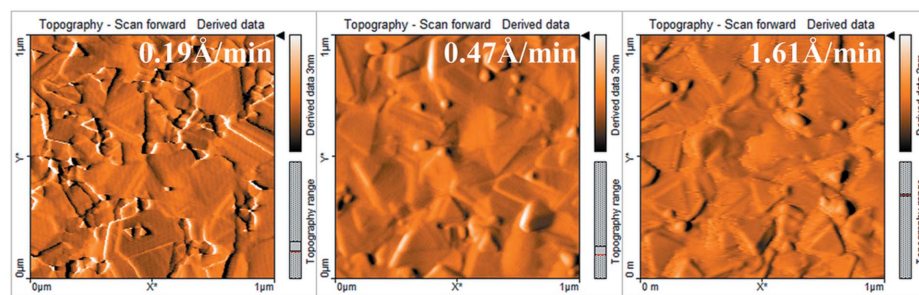 Topography - Scan forward Derived data
0.19Å/min
1µm
Y*
0µm
0µm
X*
1µm
Derived data 3nm
Topography range
Topography - Scan forward Derived data
0.47Å/min
1µm
Y*
0µm
0µm
X*
1µm
Derived data 3nm
Topography range
Topography - Scan forward Derived data
1.61Å/min
1µm
Y*
0 m
0 m
X*
1µm
Derived data